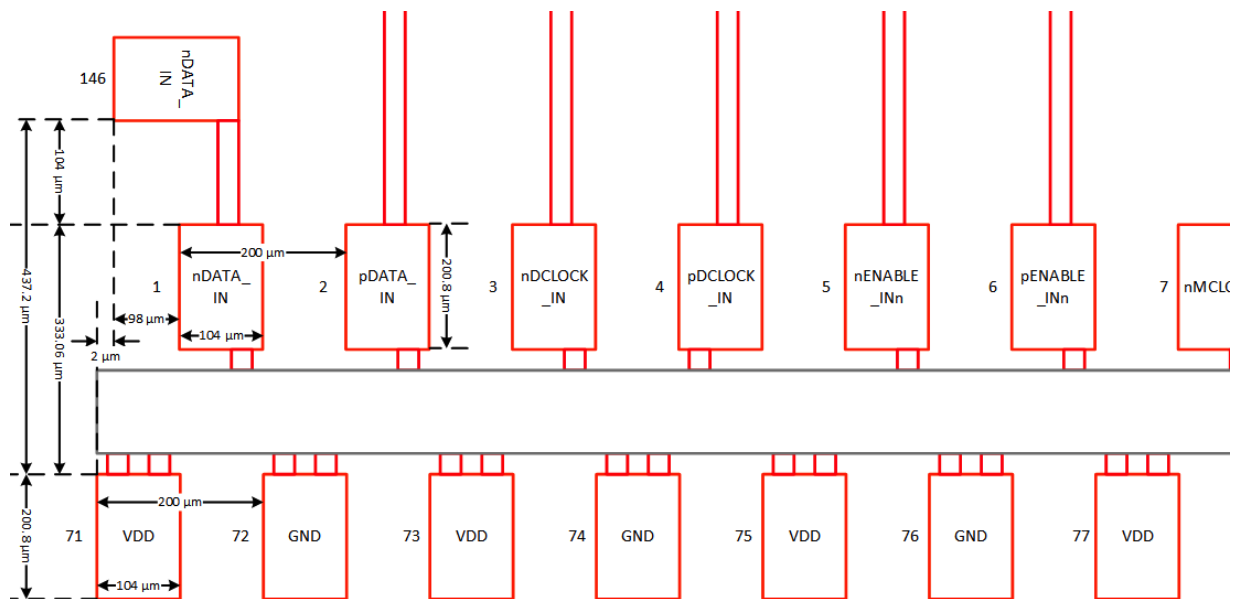 146
nDATA_
IN
104 µm
437.2 µm
333.06 µm
200 µm
200.8 µm
1
nDATA_
IN
2
pDATA_
IN
3
nDCLOCK
_IN
4
pDCLOCK
_IN
5
nENABLE
_INn
6
pENABLE
_INn
7
nMCLO
98 µm
104 µm
2 µm
200 µm
200.8 µm
71
VDD
72
GND
73
VDD
74
GND
75
VDD
76
GND
77
VDD
104 µm